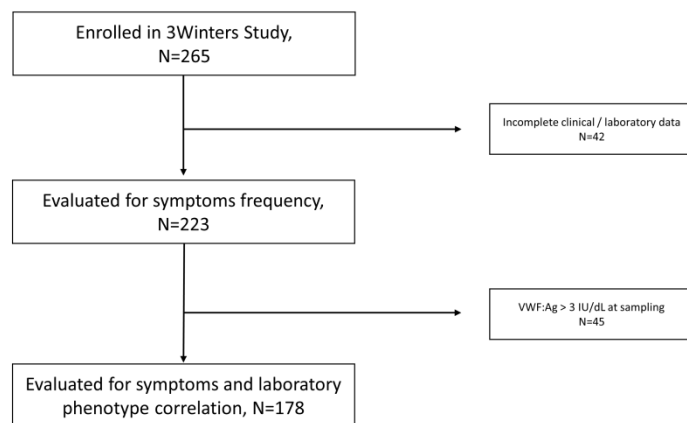 Enrolled in 3Winters Study,
N=265
Incomplete clinical / laboratory data
N=42
Evaluated for symptoms frequency,
N=223
VWF:Ag > 3 IU/dL at sampling
N=45
Evaluated for symptoms and laboratory
phenotype correlation, N=178